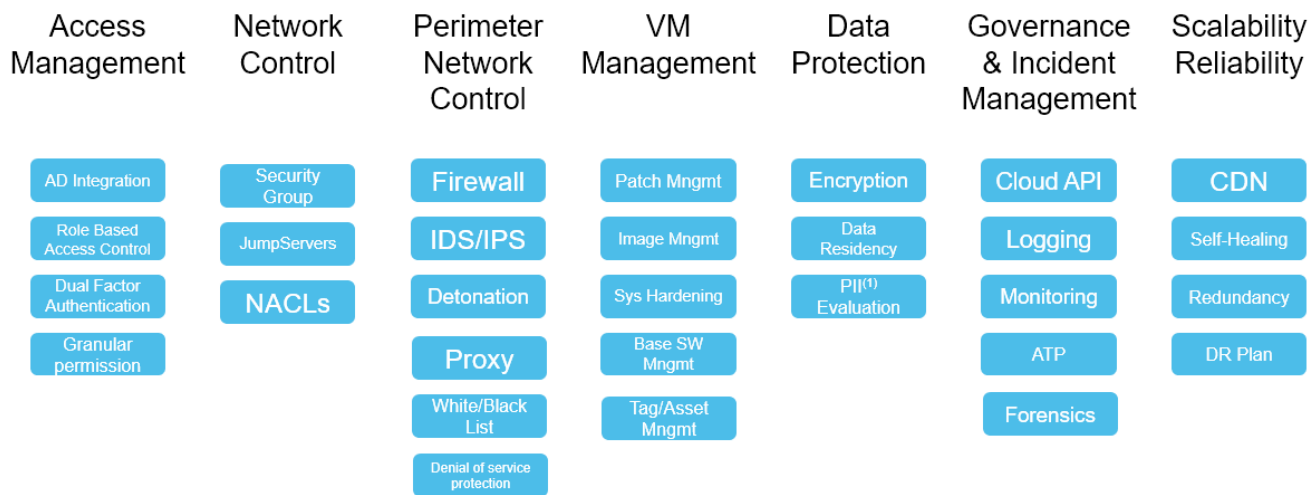 Access
Management
Network
Control
Perimeter
Network
Control
VM
Management
Data
Protection
Governance
& Incident
Management
Scalability
Reliability
AD Integration
Role Based
Access Control
Dual Factor
Authentication
Granular
permission
Security
Group
JumpServers
NACLs
Firewall
IDS/IPS
Detonation
Proxy
White/Black
List
Denial of service
protection
Patch Mngmt
Image Mngmt
Sys Hardening
Base SW
Mngmt
Tag/Asset
Mngmt
Encryption
Data
Residency
PII(1)
Evaluation
Cloud API
Logging
Monitoring
ATP
Forensics
CDN
Self-Healing
Redundancy
DR Plan